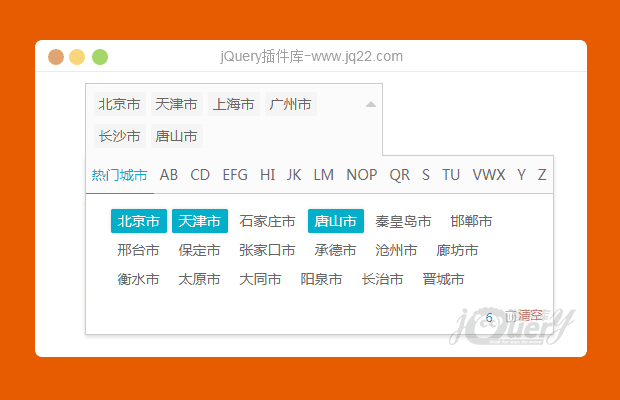 jQuery插件库-www.jq22.com
北京市 天津市 上海市 广州市
长沙市 唐山市
热门城市 AB CD EFG HI JK LM NOP QR S TU VWX Y Z
北京市 天津市 石家庄市 唐山市 秦皇岛市 邯郸市
邢台市 保定市 张家口市 承德市 沧州市 廊坊市
衡水市 太原市 大同市 阳泉市 长治市 晋城市
6 清空
jQuery